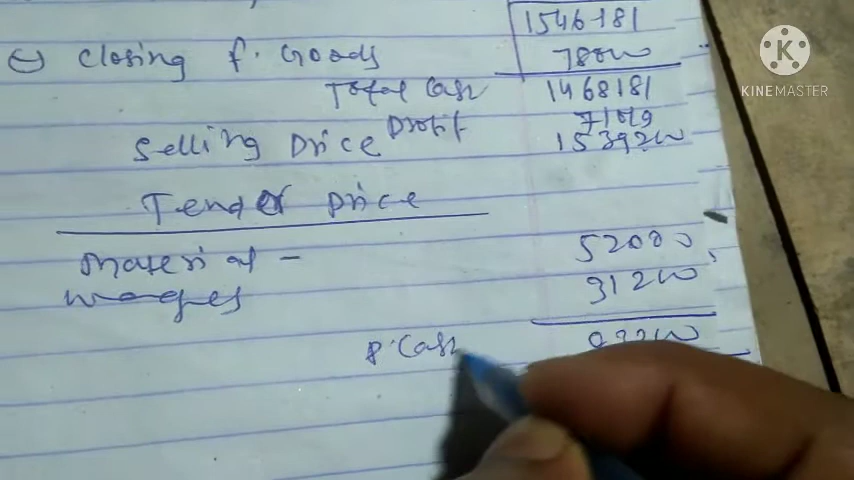 1546181
(-) Closing f. Goods 78000
Total Cost 1468181
Profit 71019
Selling Price 1539200
Tender Price
Material - 52000
Wages 31200
P. Cost
KINEMASTER